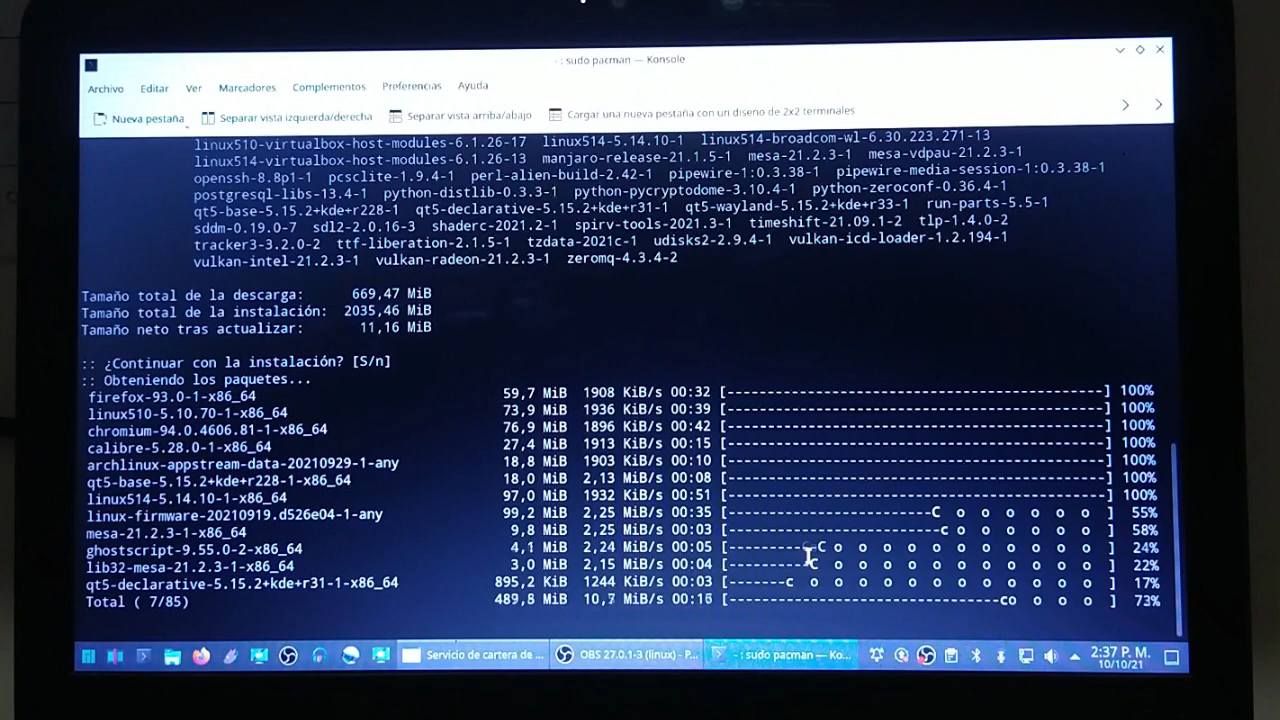 - : sudo pacman — Konsole
Archivo Editar Ver Marcadores Complementos Preferencias Ayuda
Nueva pestaña Separar vista izquierda/derecha Separar vista arriba/abajo Cargar una nueva pestaña con un diseño de 2x2 terminales
linux510-virtualbox-host-modules-6.1.26-17 linux514-5.14.10-1 linux514-broadcom-wl-6.30.223.271-13
linux514-virtualbox-host-modules-6.1.26-13 manjaro-release-21.1.5-1 mesa-21.2.3-1 mesa-vdpau-21.2.3-1
openssh-8.8p1-1 pcsclite-1.9.4-1 perl-alien-build-2.42-1 pipewire-1:0.3.38-1 pipewire-media-session-1:0.3.38-1
postgresql-libs-13.4-1 python-distlib-0.3.3-1 python-pycryptodome-3.10.4-1 python-zeroconf-0.36.4-1
qt5-base-5.15.2+kde+r228-1 qt5-declarative-5.15.2+kde+r31-1 qt5-wayland-5.15.2+kde+r33-1 run-parts-5.5-1
sddm-0.19.0-7 sdl2-2.0.16-3 shaderc-2021.2-1 spirv-tools-2021.3-1 timeshift-21.09.1-2 tlp-1.4.0-2
tracker3-3.2.0-2 ttf-liberation-2.1.5-1 tzdata-2021c-1 udisks2-2.9.4-1 vulkan-icd-loader-1.2.194-1
vulkan-intel-21.2.3-1 vulkan-radeon-21.2.3-1 zeromq-4.3.4-2
Tamaño total de la descarga: 669,47 MiB
Tamaño total de la instalación: 2035,46 MiB
Tamaño neto tras actualizar: 11,16 MiB
:: ¿Continuar con la instalación? [S/n]
:: Obteniendo los paquetes...
firefox-93.0-1-x86_64 59,7 MiB 1908 KiB/s 00:32 [-----------------------------------------------] 100%
linux510-5.10.70-1-x86_64 73,9 MiB 1936 KiB/s 00:39 [-----------------------------------------------] 100%
chromium-94.0.4606.81-1-x86_64 76,9 MiB 1896 KiB/s 00:42 [-----------------------------------------------] 100%
calibre-5.28.0-1-x86_64 27,4 MiB 1913 KiB/s 00:15 [-----------------------------------------------] 100%
archlinux-appstream-data-20210929-1-any 18,8 MiB 1903 KiB/s 00:10 [-----------------------------------------------] 100%
qt5-base-5.15.2+kde+r228-1-x86_64 18,0 MiB 2,13 MiB/s 00:08 [-----------------------------------------------] 100%
linux514-5.14.10-1-x86_64 97,0 MiB 1932 KiB/s 00:51 [-----------------------------------------------] 100%
linux-firmware-20210919.d526e04-1-any 99,2 MiB 2,25 MiB/s 00:35 [-------------------------C o o o o o o ] 55%
mesa-21.2.3-1-x86_64 9,8 MiB 2,25 MiB/s 00:03 [--------------------------c o o o o o o ] 58%
ghostscript-9.55.0-2-x86_64 4,1 MiB 2,24 MiB/s 00:05 [-----------C o o o o o o o o o o o ] 24%
lib32-mesa-21.2.3-1-x86_64 3,0 MiB 2,15 MiB/s 00:04 [----------C o o o o o o o o o o o ] 22%
qt5-declarative-5.15.2+kde+r31-1-x86_64 895,2 KiB 1244 KiB/s 00:03 [-------c o o o o o o o o o o o o ] 17%
Total ( 7/85) 489,8 MiB 10,7 MiB/s 00:16 [----------------------------------co o o o ] 73%
Servicio de cartera de ... OBS 27.0.1-3 (linux) - P... - : sudo pacman — Ko... 2:37 P. M.
10/10/21